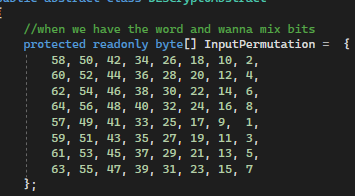 //when we have the word and wanna mix bits
protected readonly byte[] InputPermutation = {
58, 50, 42, 34, 26, 18, 10, 2,
60, 52, 44, 36, 28, 20, 12, 4,
62, 54, 46, 38, 30, 22, 14, 6,
64, 56, 48, 40, 32, 24, 16, 8,
57, 49, 41, 33, 25, 17, 9, 1,
59, 51, 43, 35, 27, 19, 11, 3,
61, 53, 45, 37, 29, 21, 13, 5,
63, 55, 47, 39, 31, 23, 15, 7
};